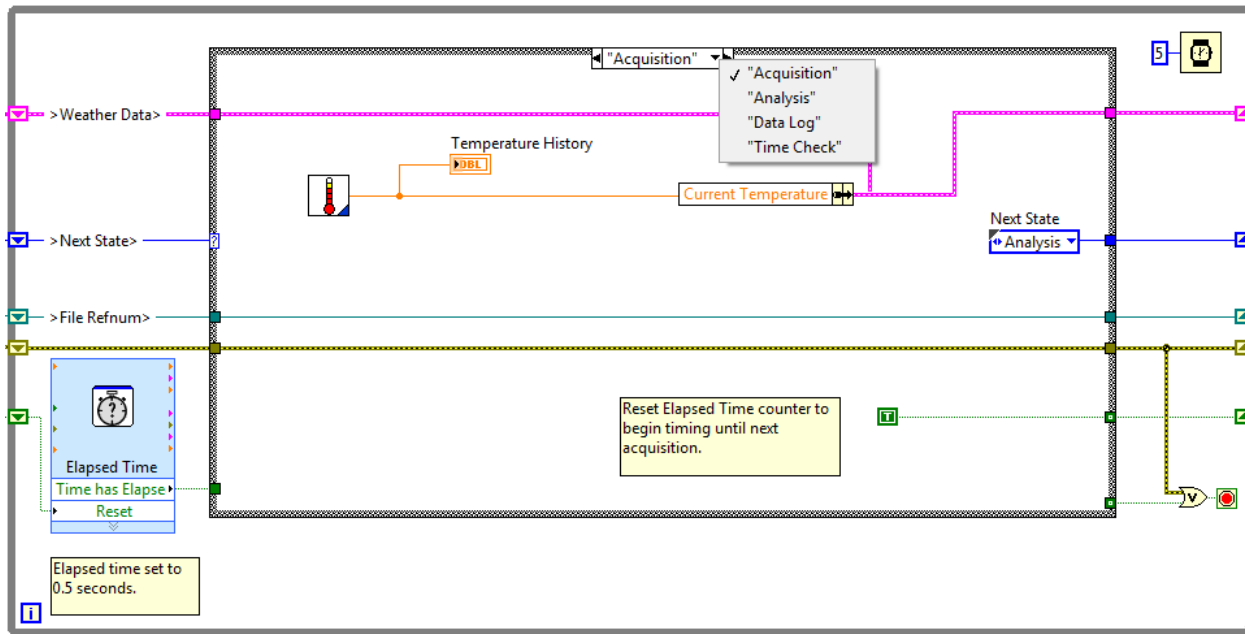 "Acquisition"
"Acquisition"
"Analysis"
"Data Log"
"Time Check"
5
>Weather Data>
Temperature History
DBL
Current Temperature
>Next State>
?
Next State
Analysis
>File Refnum>
?
Elapsed Time
Time has Elapse
Reset
Reset Elapsed Time counter to
begin timing until next
acquisition.
T
V
Elapsed time set to
0.5 seconds.
i